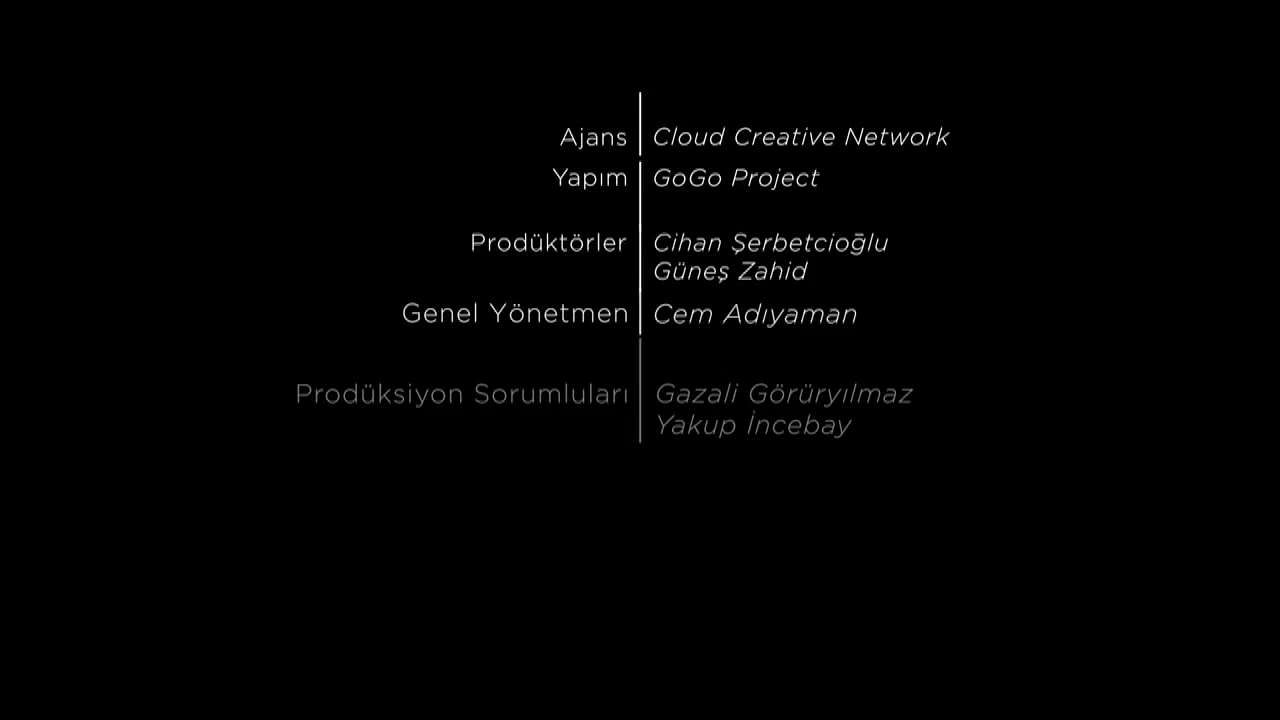 Ajans Cloud Creative Network
Yapım GoGo Project
Prodüktörler Cihan Şerbetcioğlu
Güneş Zahid
Genel Yönetmen Cem Adıyaman
Prodüksiyon Sorumluları Gazali Görüryılmaz
Yakup İncebay